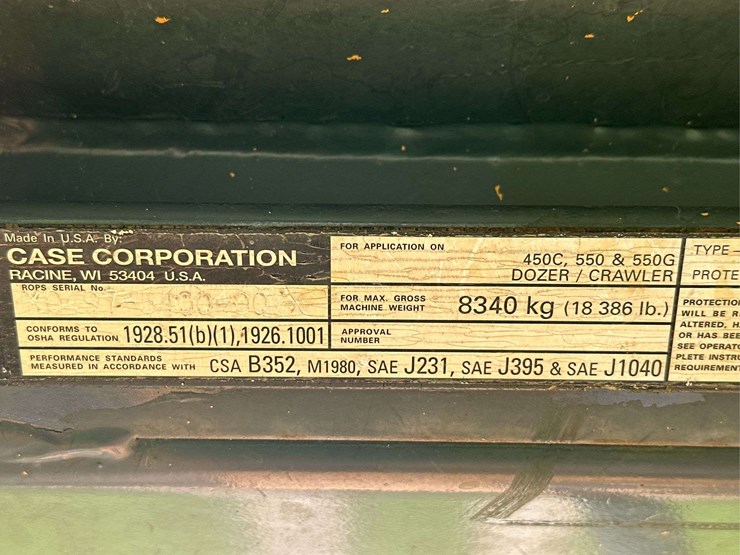 Made In U.S.A. By:
CASE CORPORATION
RACINE, WI 53404 U.S.A.
ROPS SERIAL No.
CONFORMS TO
OSHA REGULATION 1928.51(b)(1),1926.1001
PERFORMANCE STANDARDS
MEASURED IN ACCORDANCE WITH CSA B352, M1980, SAE J231, SAE J395 & SAE J1040
FOR APPLICATION ON
450C, 550 & 550G
DOZER / CRAWLER
FOR MAX. GROSS
MACHINE WEIGHT 8340 kg (18 386 lb.)
APPROVAL
NUMBER
TYPE –
PROTE
PROTECTIO
WILL BE
ALTERED,
OR HAS BEE
SEE OPERATO
PLETE INSTR
REQUIREMEN